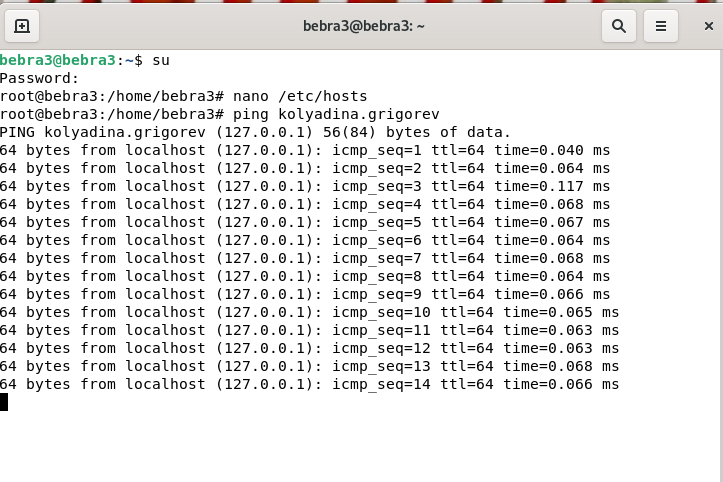 bebra3@bebra3: ~
bebra3@bebra3:~$ su
Password:
root@bebra3:/home/bebra3# nano /etc/hosts
root@bebra3:/home/bebra3# ping kolyadina.grigorev
PING kolyadina.grigorev (127.0.0.1) 56(84) bytes of data.
64 bytes from localhost (127.0.0.1): icmp_seq=1 ttl=64 time=0.040 ms
64 bytes from localhost (127.0.0.1): icmp_seq=2 ttl=64 time=0.064 ms
64 bytes from localhost (127.0.0.1): icmp_seq=3 ttl=64 time=0.117 ms
64 bytes from localhost (127.0.0.1): icmp_seq=4 ttl=64 time=0.068 ms
64 bytes from localhost (127.0.0.1): icmp_seq=5 ttl=64 time=0.067 ms
64 bytes from localhost (127.0.0.1): icmp_seq=6 ttl=64 time=0.064 ms
64 bytes from localhost (127.0.0.1): icmp_seq=7 ttl=64 time=0.068 ms
64 bytes from localhost (127.0.0.1): icmp_seq=8 ttl=64 time=0.064 ms
64 bytes from localhost (127.0.0.1): icmp_seq=9 ttl=64 time=0.066 ms
64 bytes from localhost (127.0.0.1): icmp_seq=10 ttl=64 time=0.065 ms
64 bytes from localhost (127.0.0.1): icmp_seq=11 ttl=64 time=0.063 ms
64 bytes from localhost (127.0.0.1): icmp_seq=12 ttl=64 time=0.063 ms
64 bytes from localhost (127.0.0.1): icmp_seq=13 ttl=64 time=0.068 ms
64 bytes from localhost (127.0.0.1): icmp_seq=14 ttl=64 time=0.066 ms